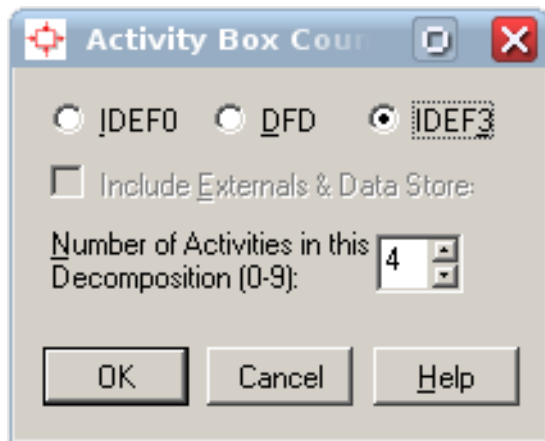 Activity Box Coun
IDEF0 DFD IDEF3
Include Externals & Data Store:
Number of Activities in this
Decomposition (0-9):
4
OK Cancel Help